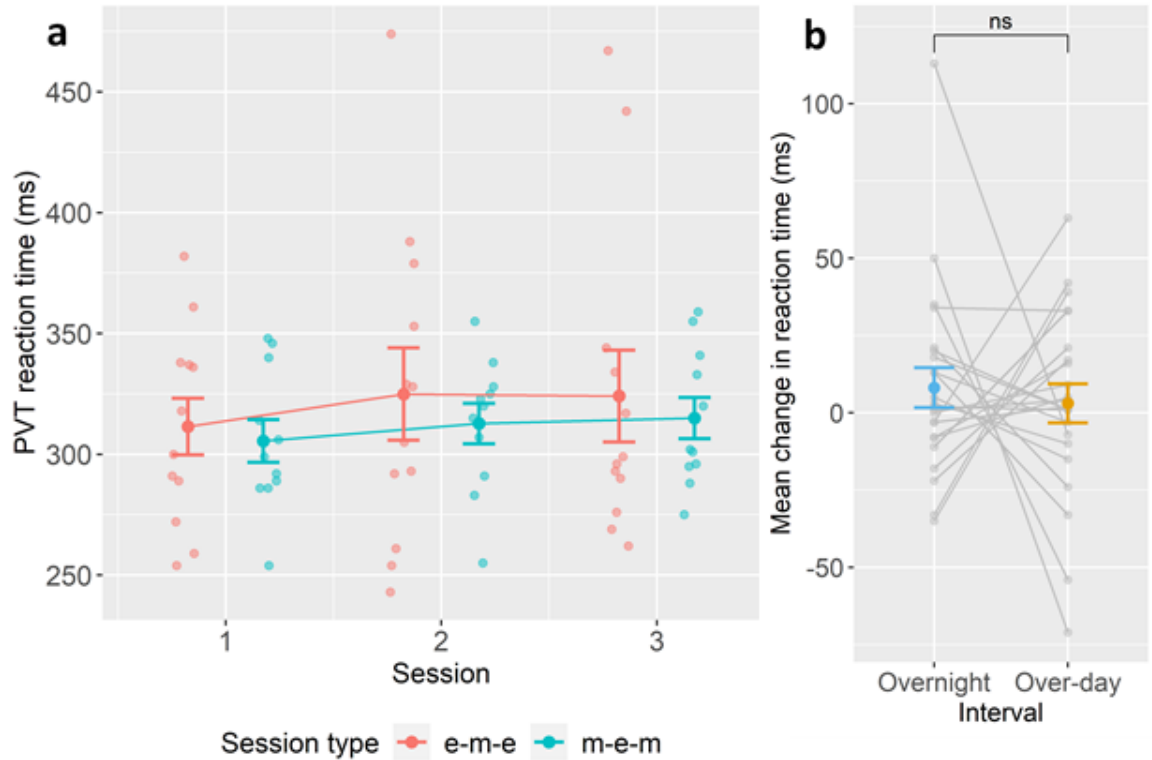 a
450
400
350
300
250
PVT reaction time (ms)
1 2 3
Session
Session type e-m-e m-e-m
b
ns
100
50
0
-50
Mean change in reaction time (ms)
Overnight Over-day
Interval